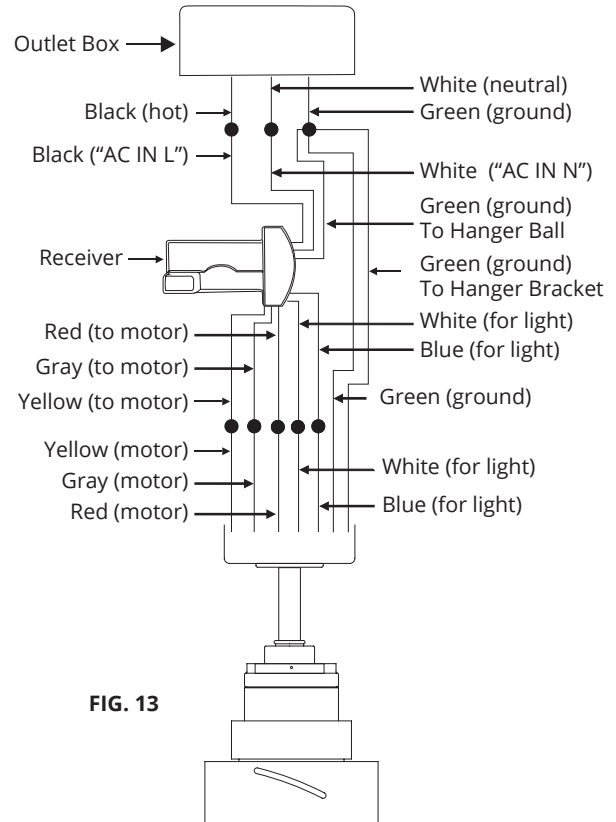 Outlet Box
White (neutral)
Black (hot)
Green (ground)
Black (“AC IN L”)
White (“AC IN N”)
Green (ground)
To Hanger Ball
Receiver
Green (ground)
To Hanger Bracket
Red (to motor)
White (for light)
Gray (to motor)
Blue (for light)
Yellow (to motor)
Green (ground)
Yellow (motor)
White (for light)
Gray (motor)
Blue (for light)
Red (motor)
FIG. 13